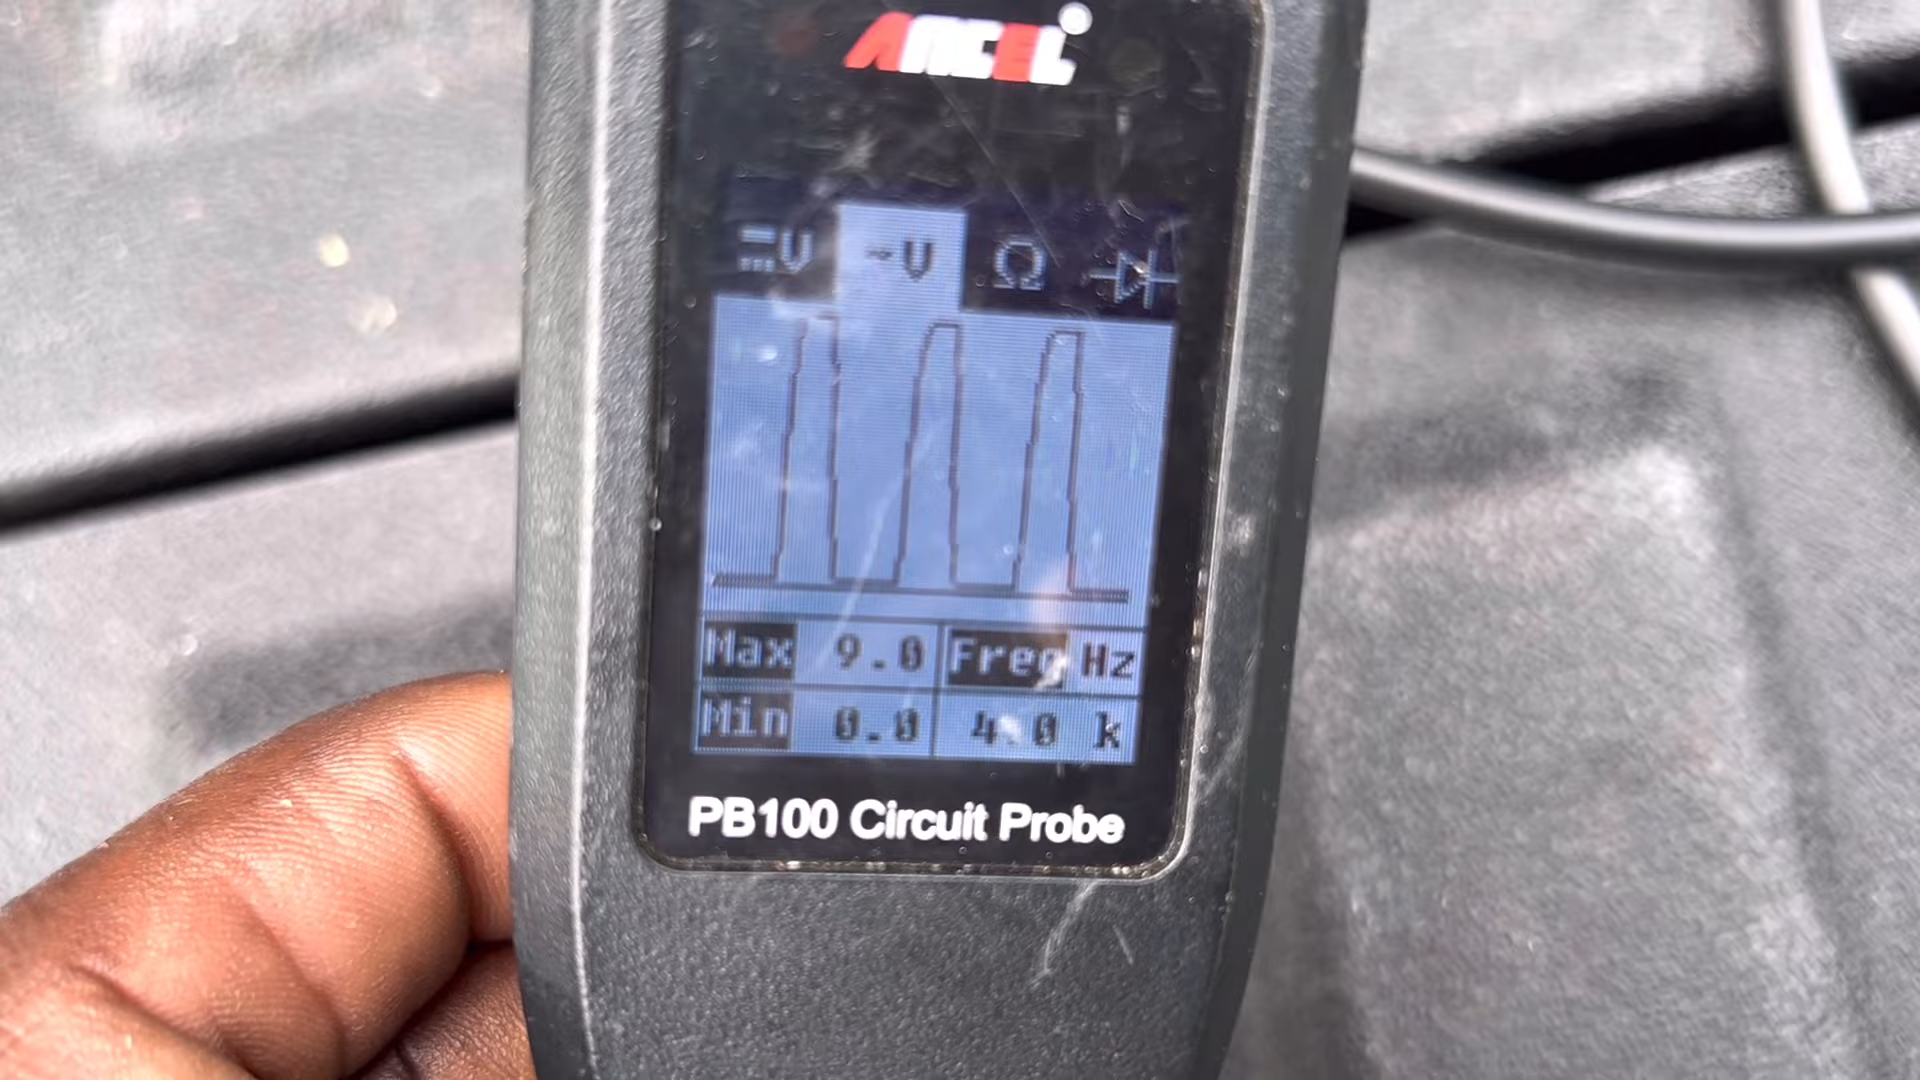 ANCEL
V ~V Ω
Max 9.0 Freq Hz
Min 0.0 4.0 k
PB100 Circuit Probe